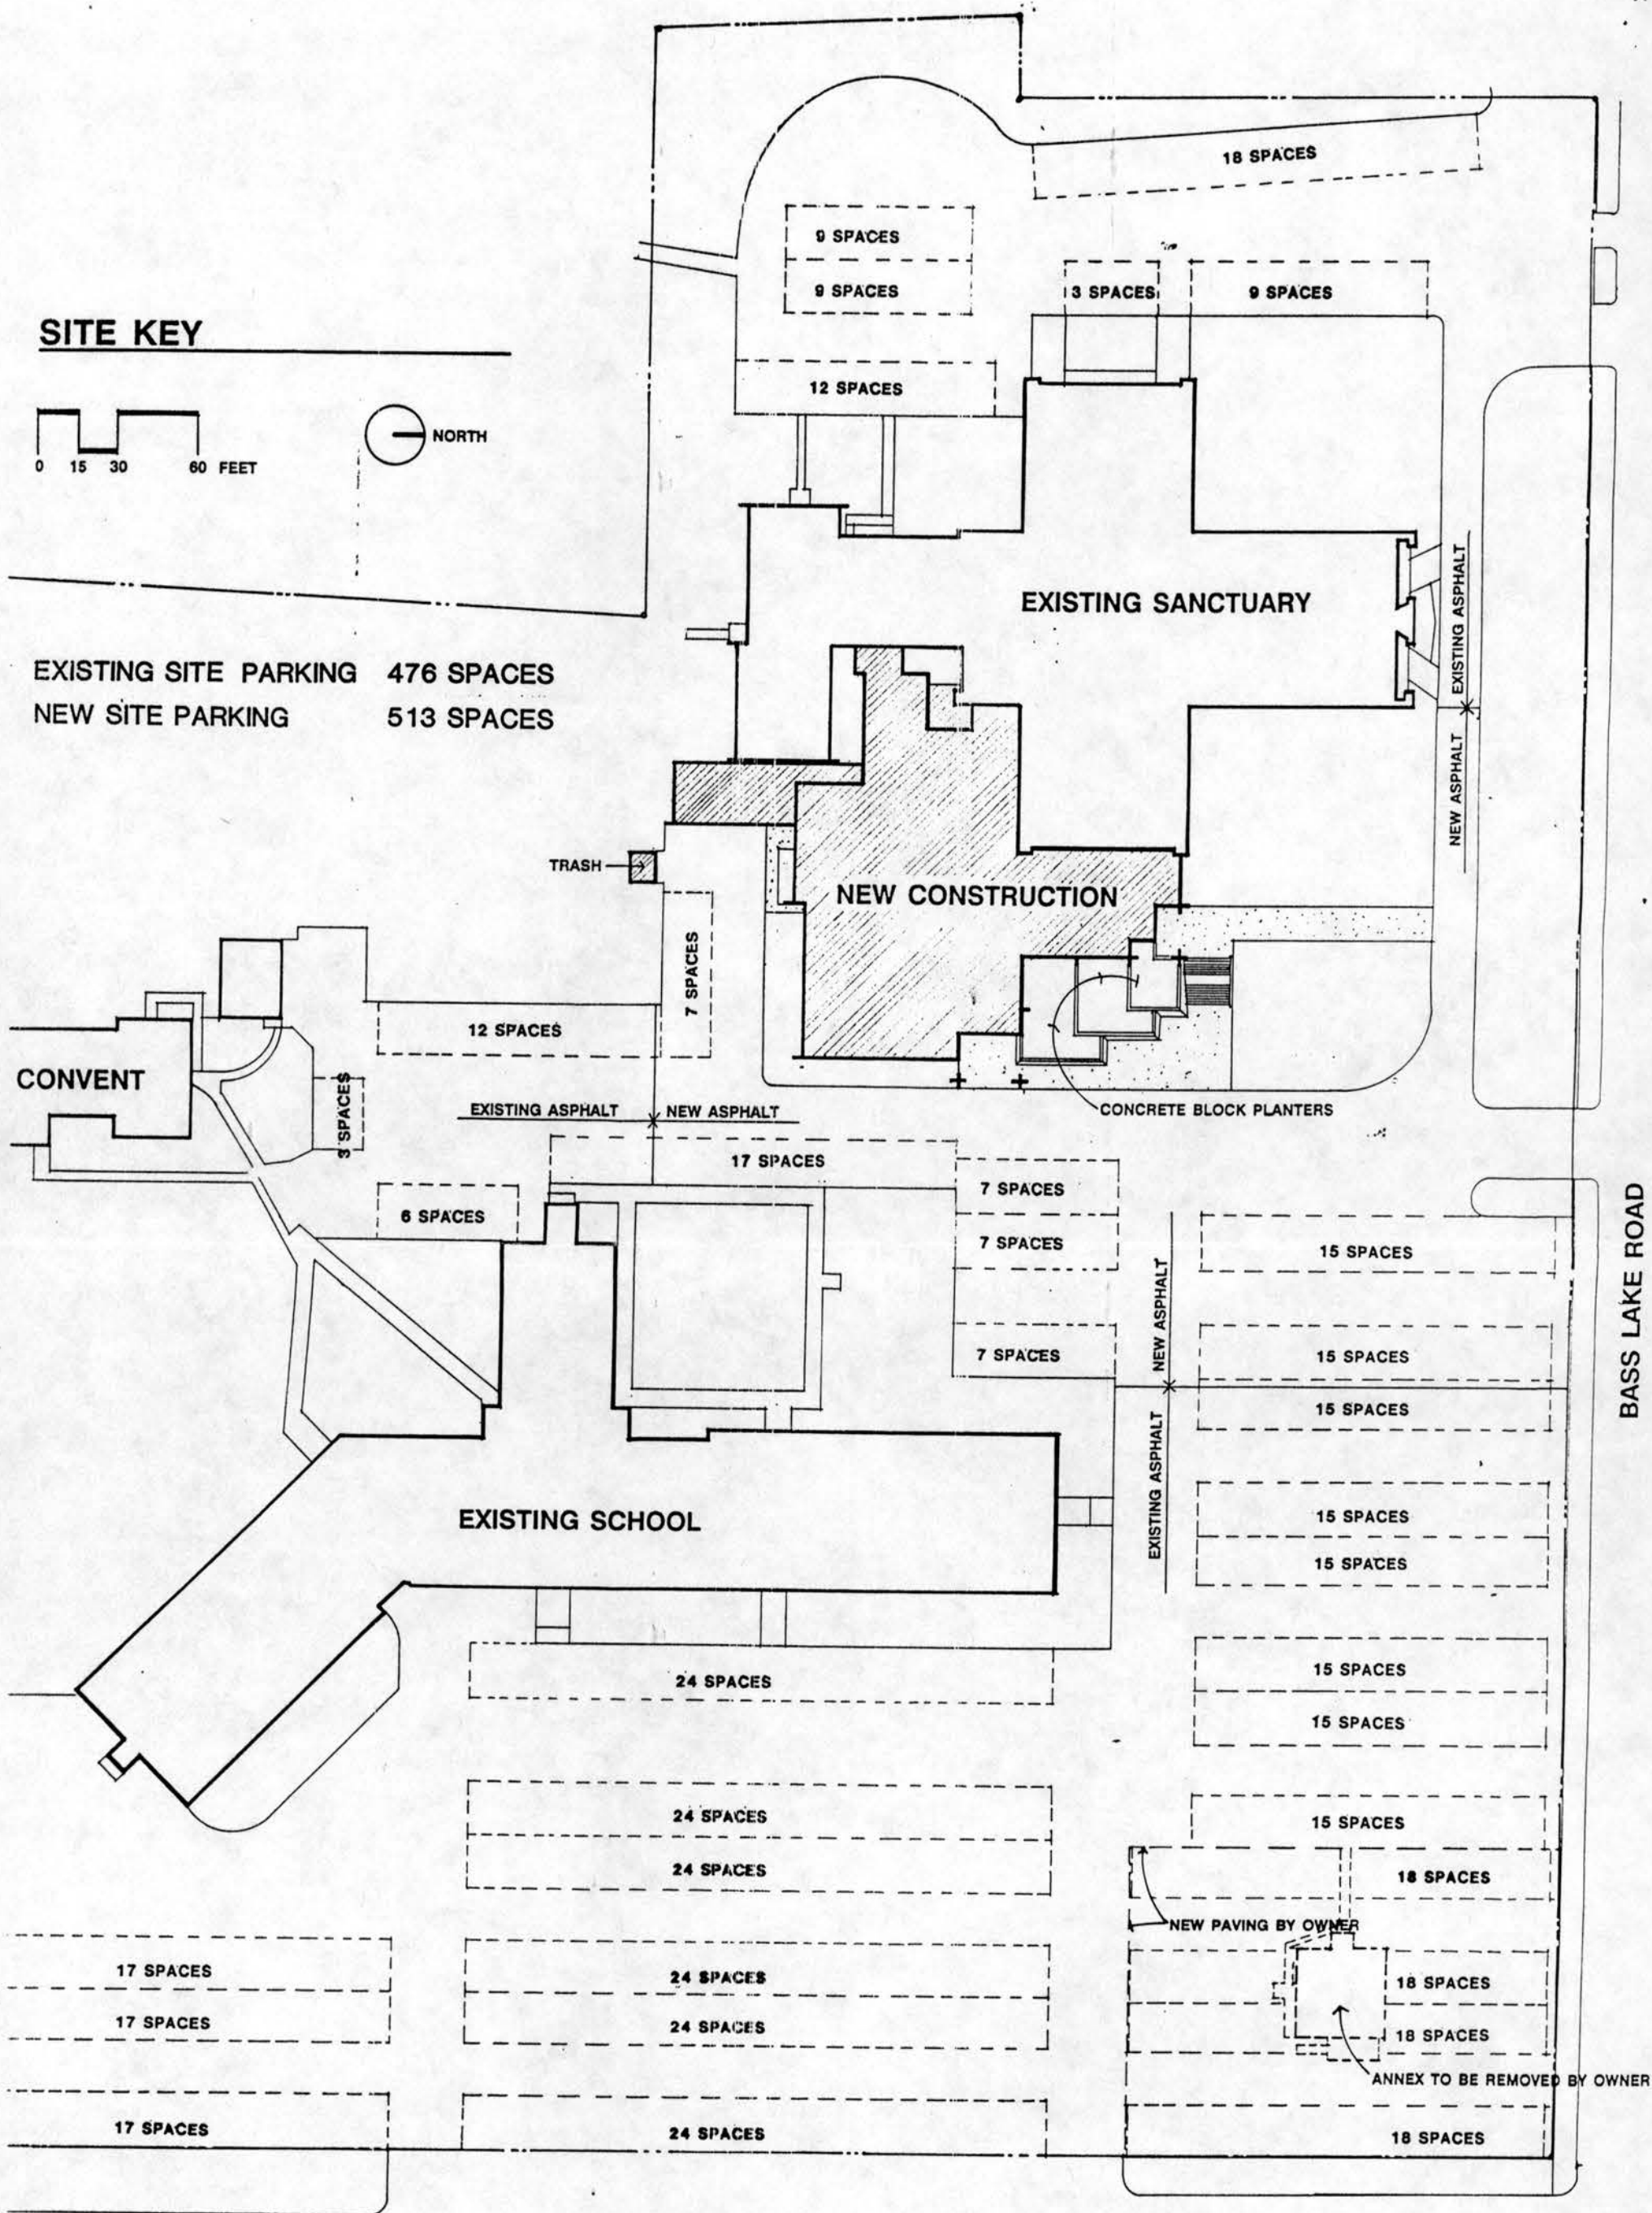 18 SPACES
9 SPACES
9 SPACES
3 SPACES
9 SPACES
SITE KEY
12 SPACES
NORTH
0 15 30 60 FEET
EXISTING SANCTUARY
EXISTING ASPHALT
NEW ASPHALT
EXISTING SITE PARKING 476 SPACES
NEW SITE PARKING 513 SPACES
TRASH
NEW CONSTRUCTION
7 SPACES
12 SPACES
CONVENT
3 SPACES
EXISTING ASPHALT
NEW ASPHALT
CONCRETE BLOCK PLANTERS
17 SPACES
7 SPACES
6 SPACES
7 SPACES
15 SPACES
BASS LAKE ROAD
NEW ASPHALT
7 SPACES
15 SPACES
15 SPACES
EXISTING ASPHALT
EXISTING SCHOOL
15 SPACES
15 SPACES
24 SPACES
15 SPACES
15 SPACES
24 SPACES
15 SPACES
24 SPACES
18 SPACES
NEW PAVING BY OWNER
17 SPACES
24 SPACES
18 SPACES
17 SPACES
24 SPACES
18 SPACES
ANNEX TO BE REMOVED BY OWNER
17 SPACES
24 SPACES
18 SPACES